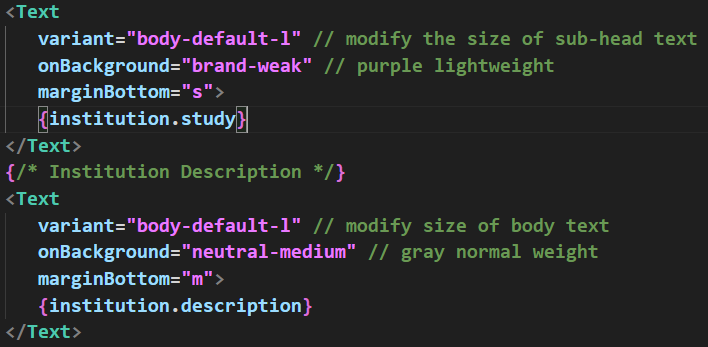 <Text
variant="body-default-l" // modify the size of sub-head text
onBackground="brand-weak" // purple lightweight
marginBottom="s">
{institution.study}
</Text>
{/* Institution Description */}
<Text
variant="body-default-l" // modify size of body text
onBackground="neutral-medium" // gray normal weight
marginBottom="m">
{institution.description}
</Text>